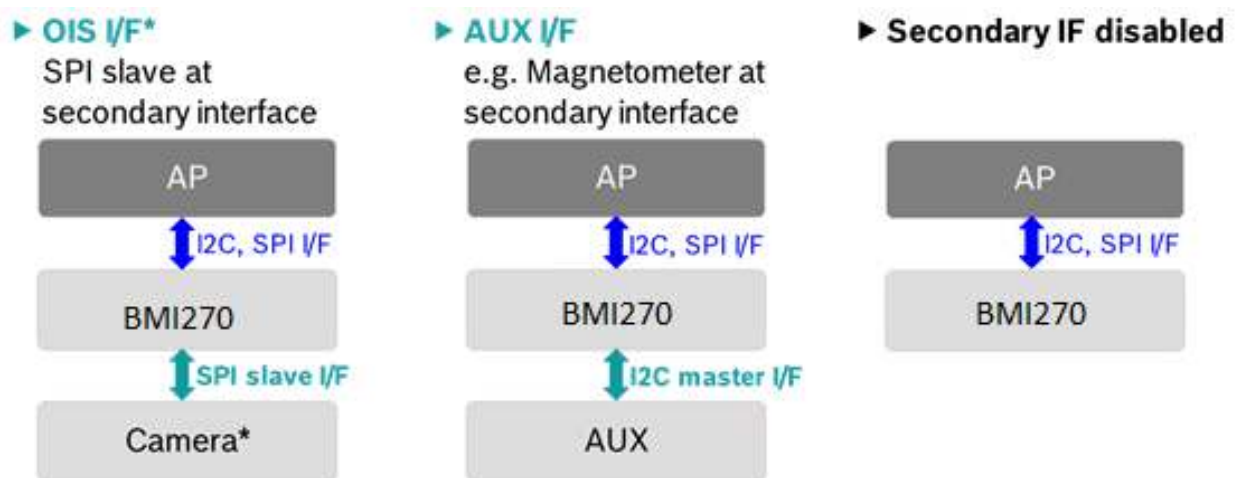 ► OIS I/F*
SPI slave at
secondary interface
AP
I2C, SPI I/F
BMI270
SPI slave I/F
Camera*
► AUX I/F
e.g. Magnetometer at
secondary interface
AP
I2C, SPI I/F
BMI270
I2C master I/F
AUX
► Secondary IF disabled
AP
I2C, SPI I/F
BMI270